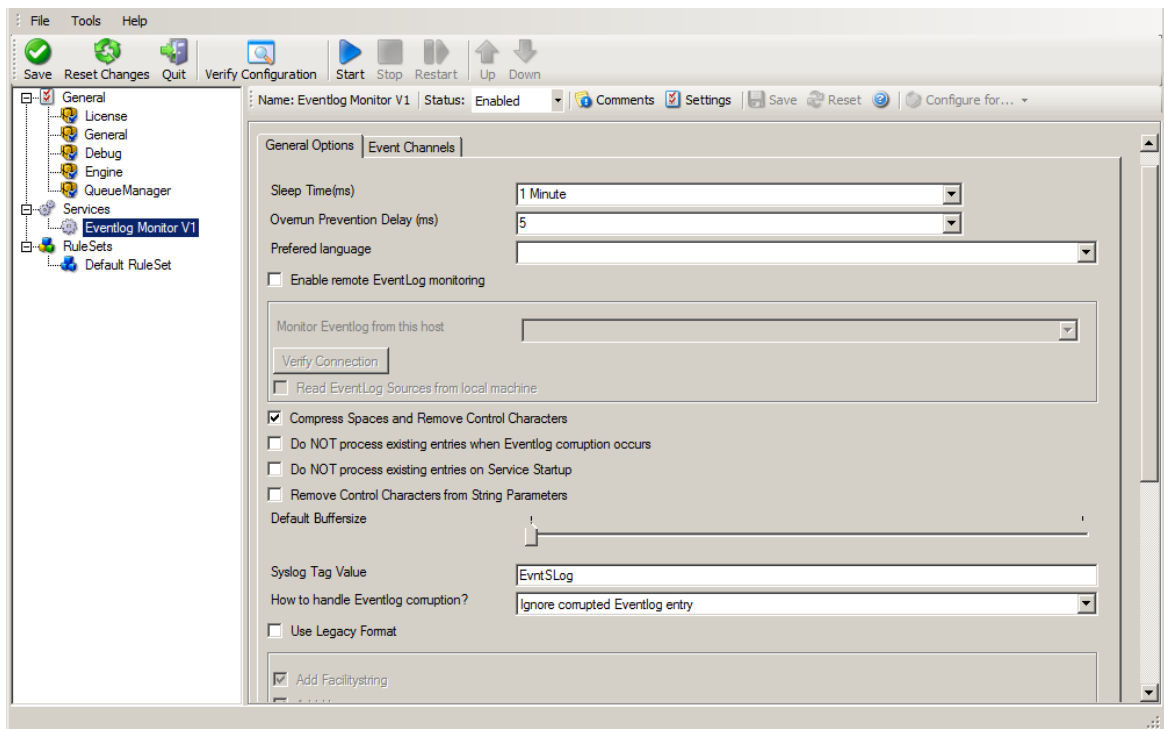 File Tools Help
Save Reset Changes Quit Verify Configuration Start Stop Restart Up Down
General
License
General
Debug
Engine
QueueManager
Services
Eventlog Monitor V1
RuleSets
Default RuleSet
Name: Eventlog Monitor V1 Status: Enabled Comments Settings Save Reset Configure for...
General Options Event Channels
Sleep Time(ms) 1 Minute
Overrun Prevention Delay (ms) 5
Prefered language
Enable remote EventLog monitoring
Monitor Eventlog from this host
Verify Connection
Read EventLog Sources from local machine
Compress Spaces and Remove Control Characters
Do NOT process existing entries when Eventlog corruption occurs
Do NOT process existing entries on Service Startup
Remove Control Characters from String Parameters
Default Buffersize
Syslog Tag Value EvntSLog
How to handle Eventlog corruption? Ignore corrupted Eventlog entry
Use Legacy Format
Add Facilitystring